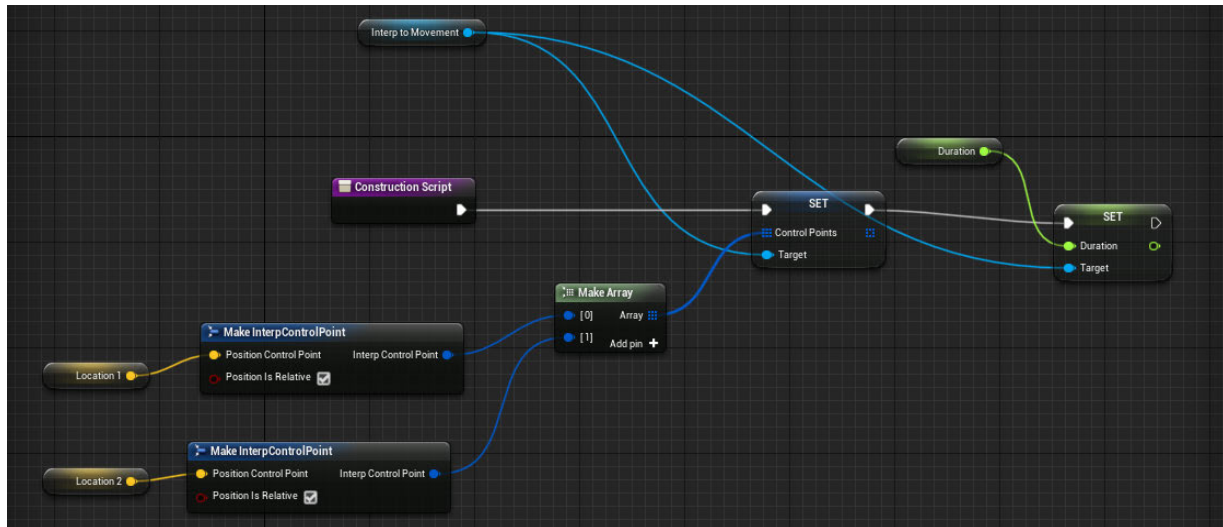 Interp to Movement
Duration
Construction Script
SET
Control Points
Target
SET
Duration
Target
Make Array
[0] Array
[1] Add pin +
Make InterpControlPoint
Position Control Point Interp Control Point
Position Is Relative
Location 1
Make InterpControlPoint
Position Control Point Interp Control Point
Position Is Relative
Location 2